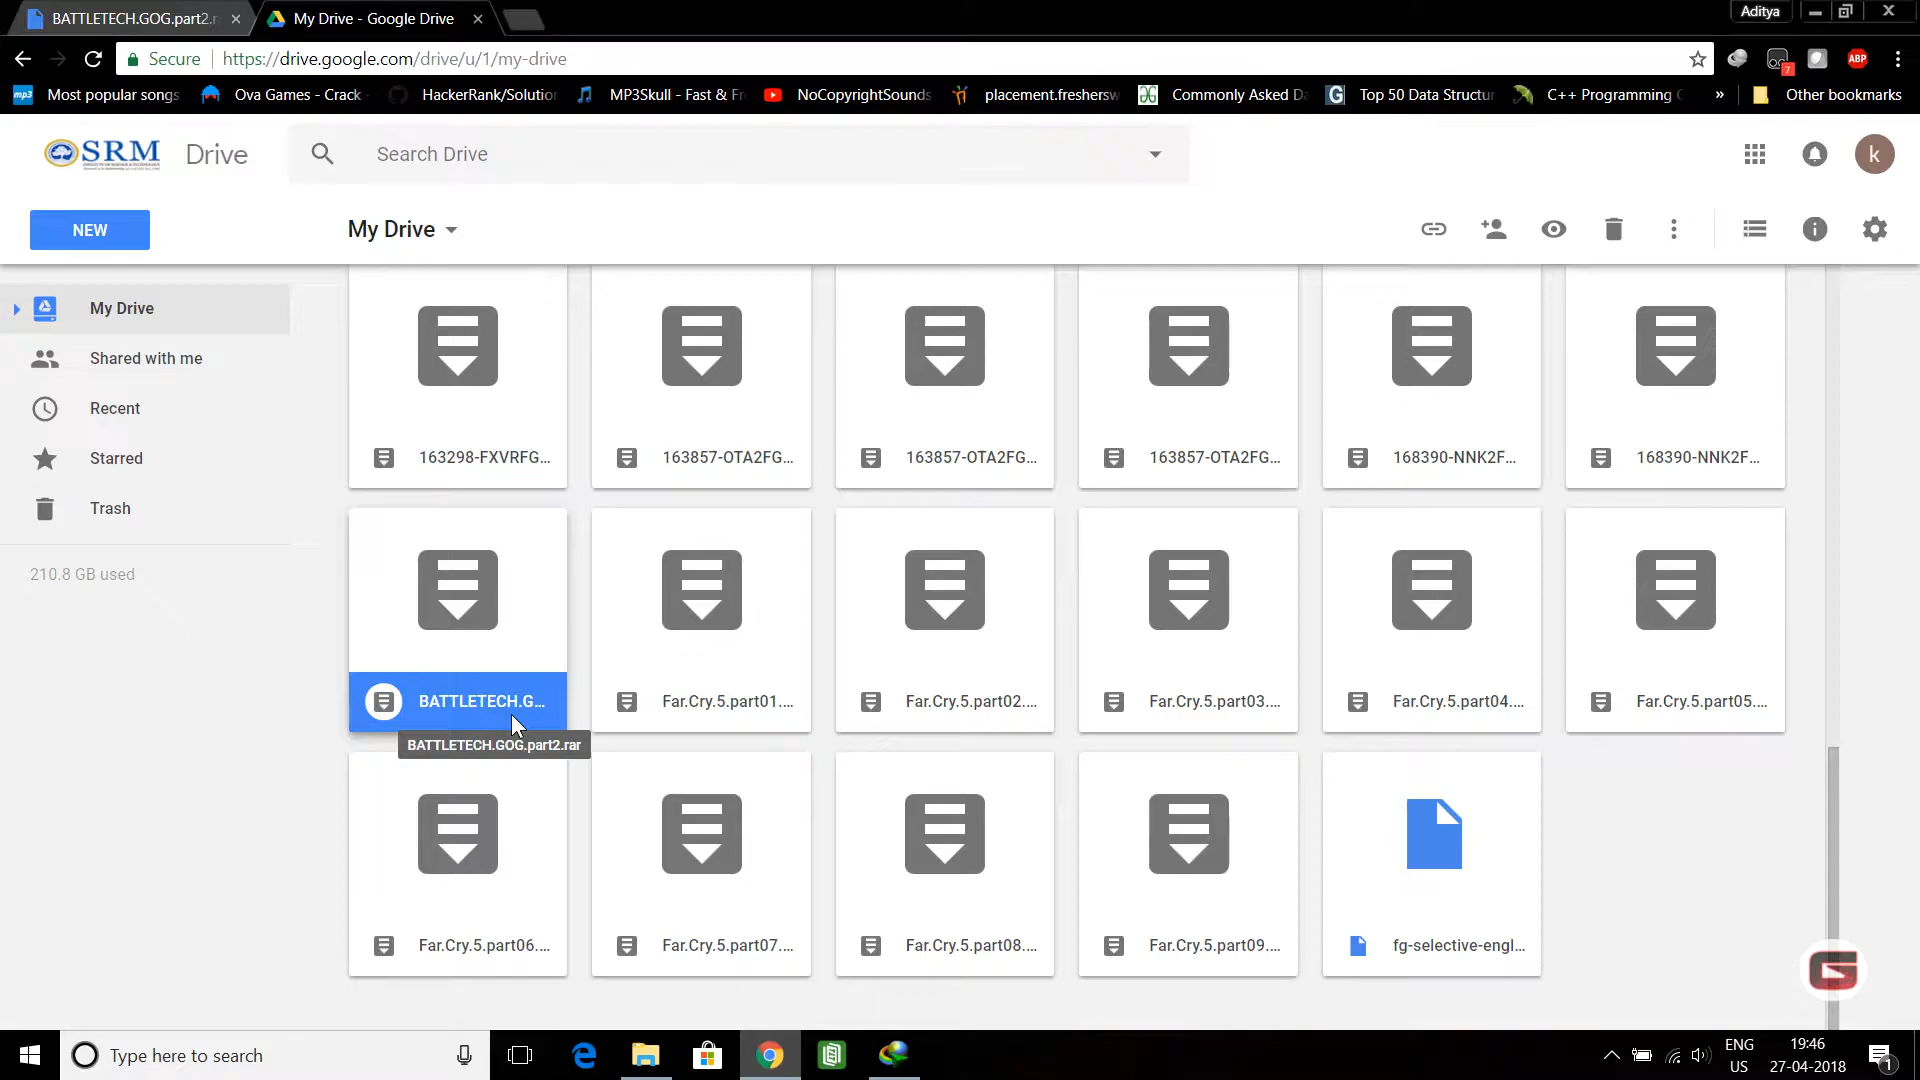 BATTLETECH.GOG.part2.r
My Drive - Google Drive
Aditya
Secure
https://drive.google.com/drive/u/1/my-drive
7
ABP
mp3
Most popular songs
Ova Games - Crack
HackerRank/Solution
MP3Skull - Fast & Fr
NoCopyrightSounds
placement.freshersw
Commonly Asked Da
G
Top 50 Data Structur
C++ Programming C
»
Other bookmarks
SRM
Drive
Search Drive
k
NEW
My Drive
My Drive
Shared with me
Recent
Starred
Trash
210.8 GB used
163298-FXVRFG...
163857-OTA2FG...
163857-OTA2FG...
163857-OTA2FG...
168390-NNK2F...
168390-NNK2F...
BATTLETECH.G...
Far.Cry.5.part01....
Far.Cry.5.part02....
Far.Cry.5.part03....
Far.Cry.5.part04....
Far.Cry.5.part05....
BATTLETECH.GOG.part2.rar
Far.Cry.5.part06....
Far.Cry.5.part07....
Far.Cry.5.part08....
Far.Cry.5.part09....
fg-selective-engl...
Type here to search
ENG
US
19:46
27-04-2018
1